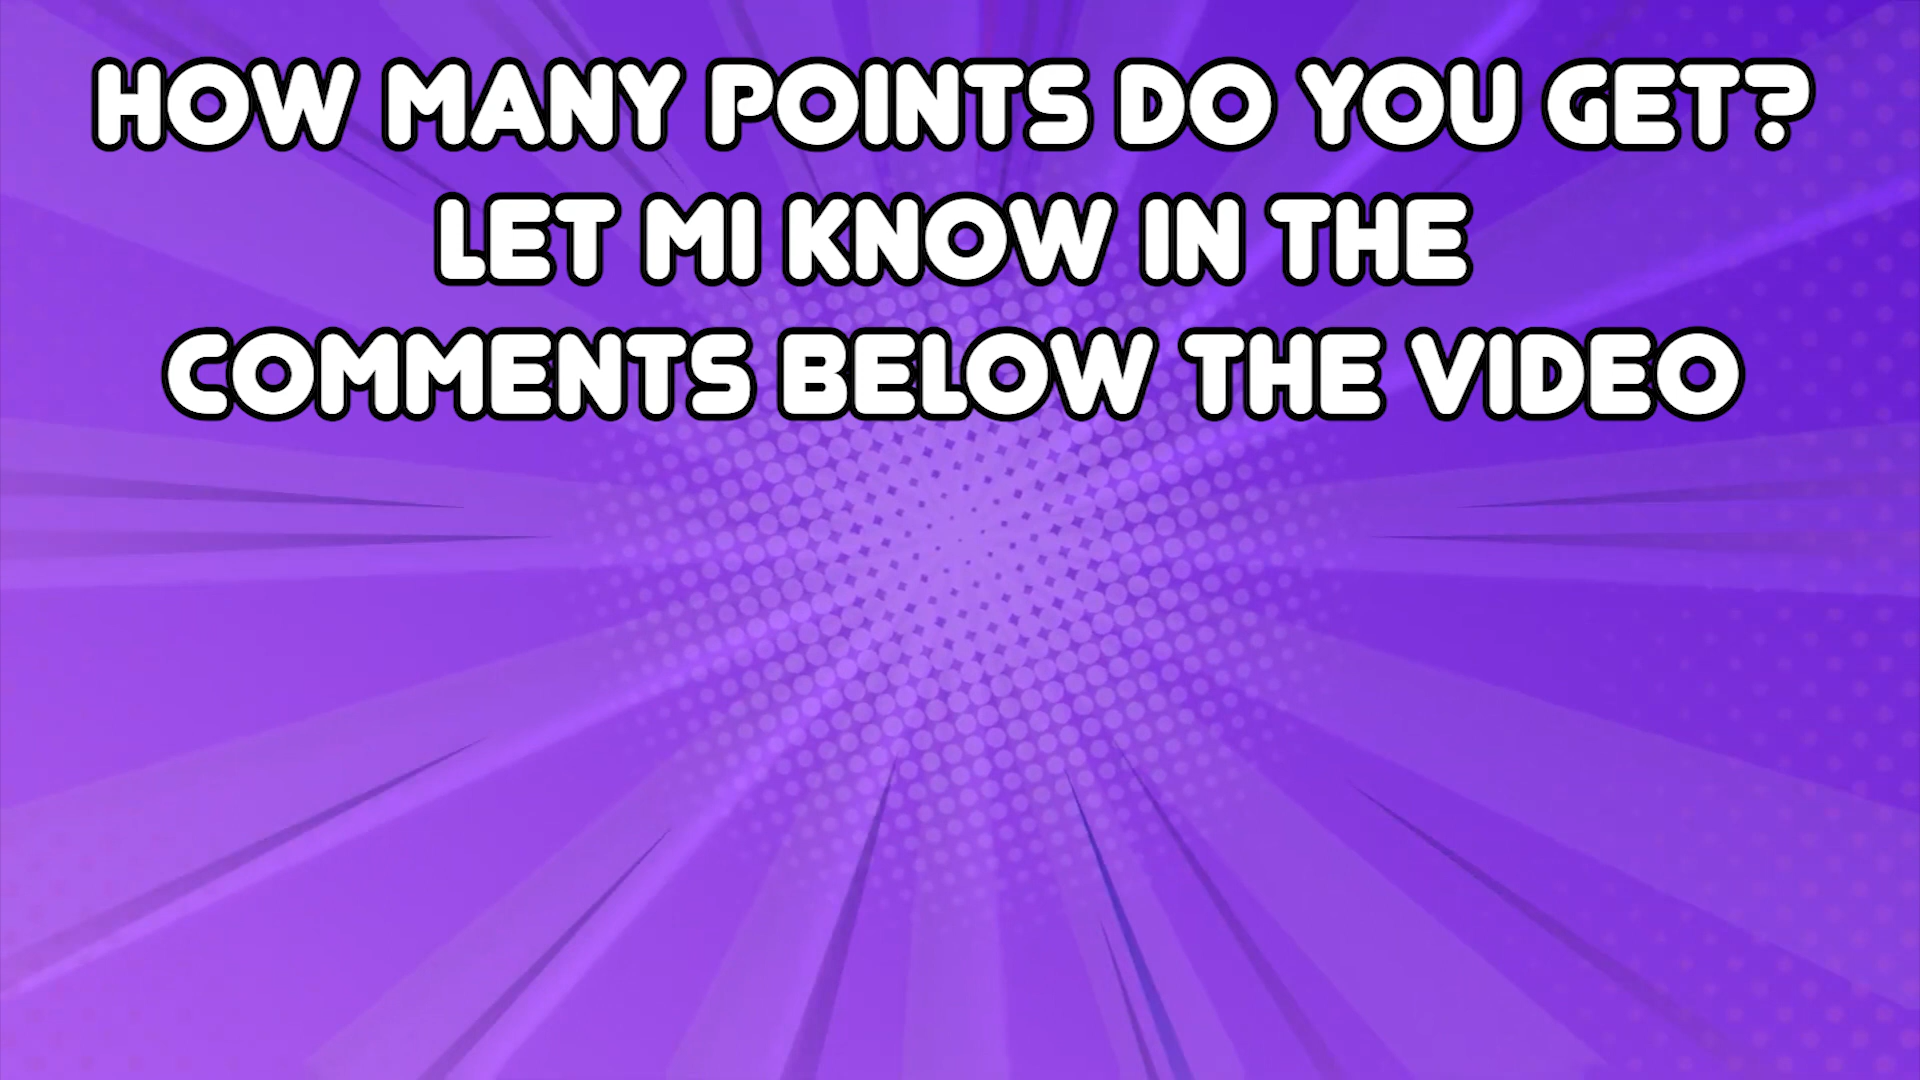 HOW MANY POINTS DO YOU GET?
LET MI KNOW IN THE
COMMENTS BELOW THE VIDEO